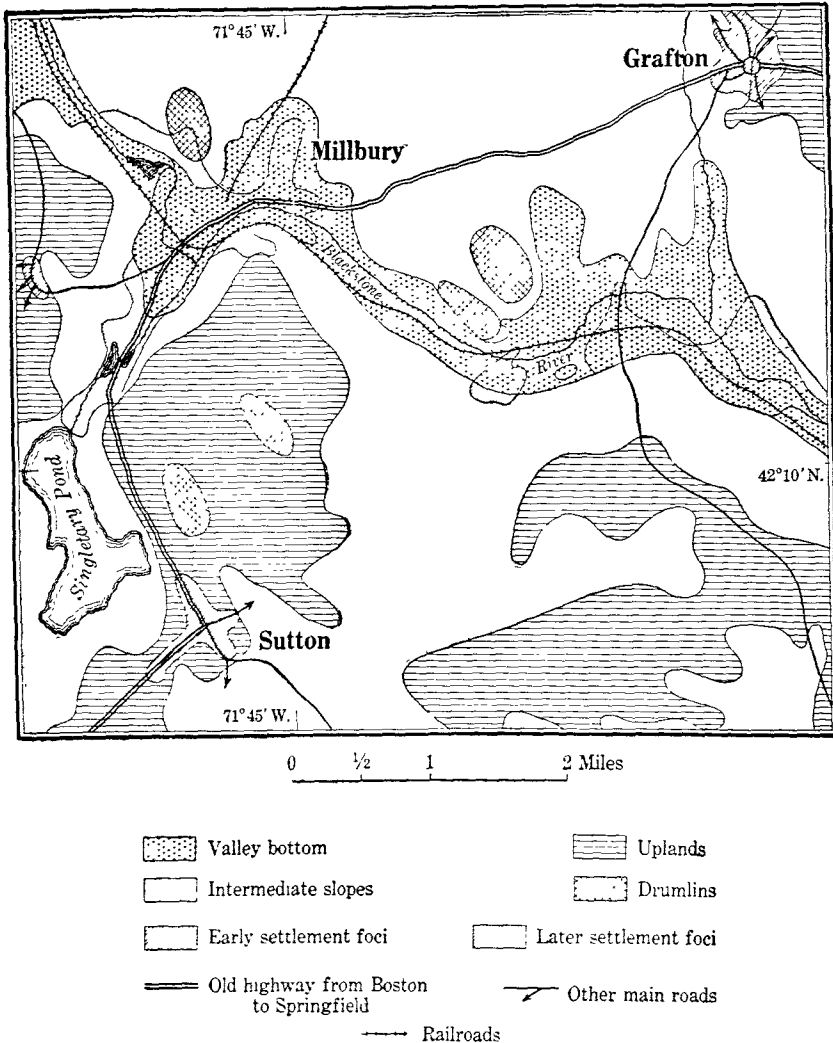 71°45' W.
Grafton
Millbury
Blackstone
River
42°10' N.
Singletary Pond
Sutton
71°45' W.
0 ½ 1 2 Miles
Valley bottom
Uplands
Intermediate slopes
Drumlins
Early settlement foci
Later settlement foci
Old highway from Boston
to Springfield
Other main roads
Railroads